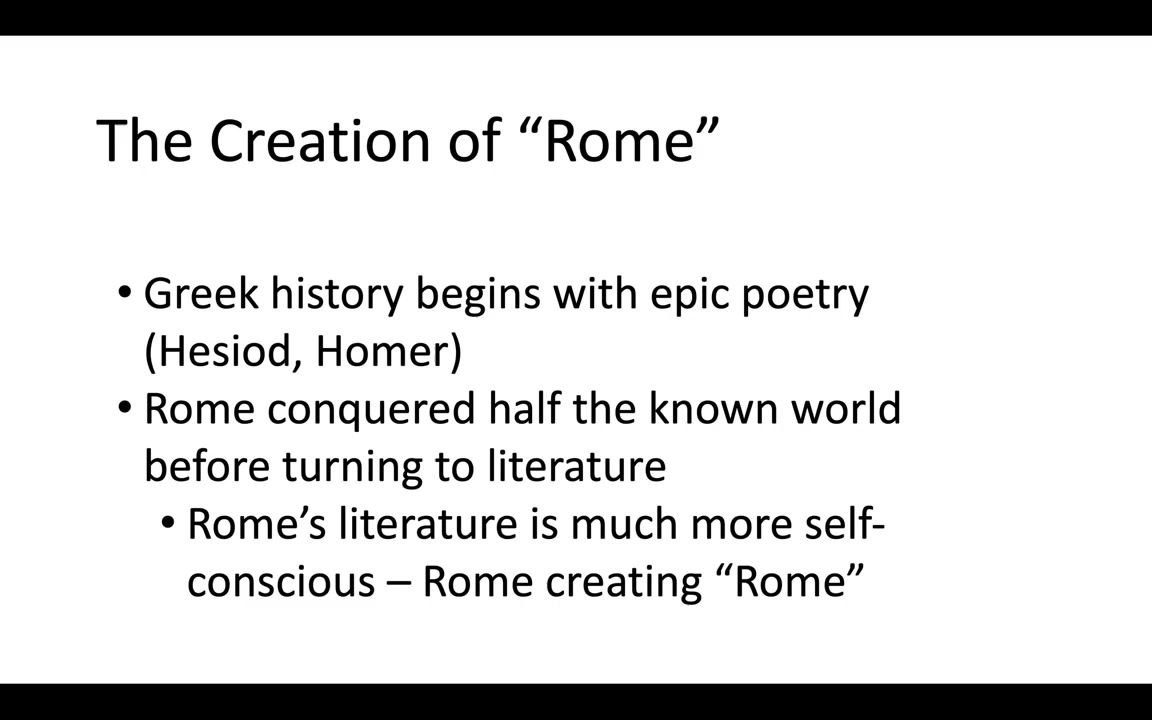 The Creation of “Rome”
• Greek history begins with epic poetry
(Hesiod, Homer)
• Rome conquered half the known world
before turning to literature
• Rome’s literature is much more self-
conscious – Rome creating “Rome”